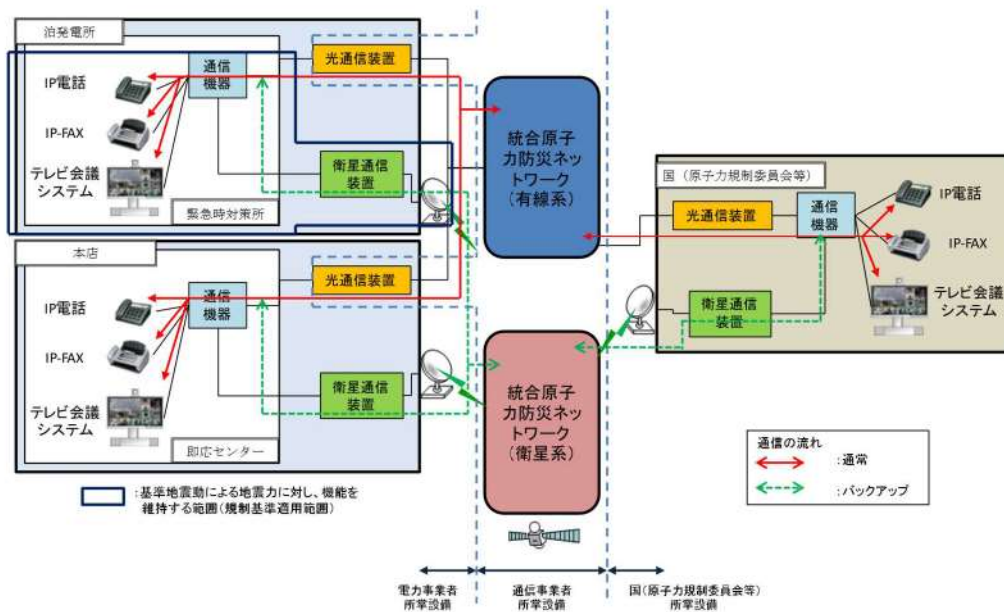 泊発電所
IP電話
IP-FAX
テレビ会議
システム
通信
機器
光通信装置
衛星通信
装置
緊急時対策所
本店
IP電話
IP-FAX
テレビ会議
システム
通信
機器
光通信装置
衛星通信
装置
即応センター
統合原子
力防災ネッ
トワーク
(有線系)
統合原子
力防災ネッ
トワーク
(衛星系)
国(原子力規制委員会等)
光通信装置
通信
機器
衛星通信
装置
IP電話
IP-FAX
テレビ会議
システム
通信の流れ
:通常
:バックアップ
:基準地震動による地震力に対し、機能を
維持する範囲(規制基準適用範囲)
電力事業者
所掌設備
通信事業者
所掌設備
国(原子力規制委員会等)
所掌設備